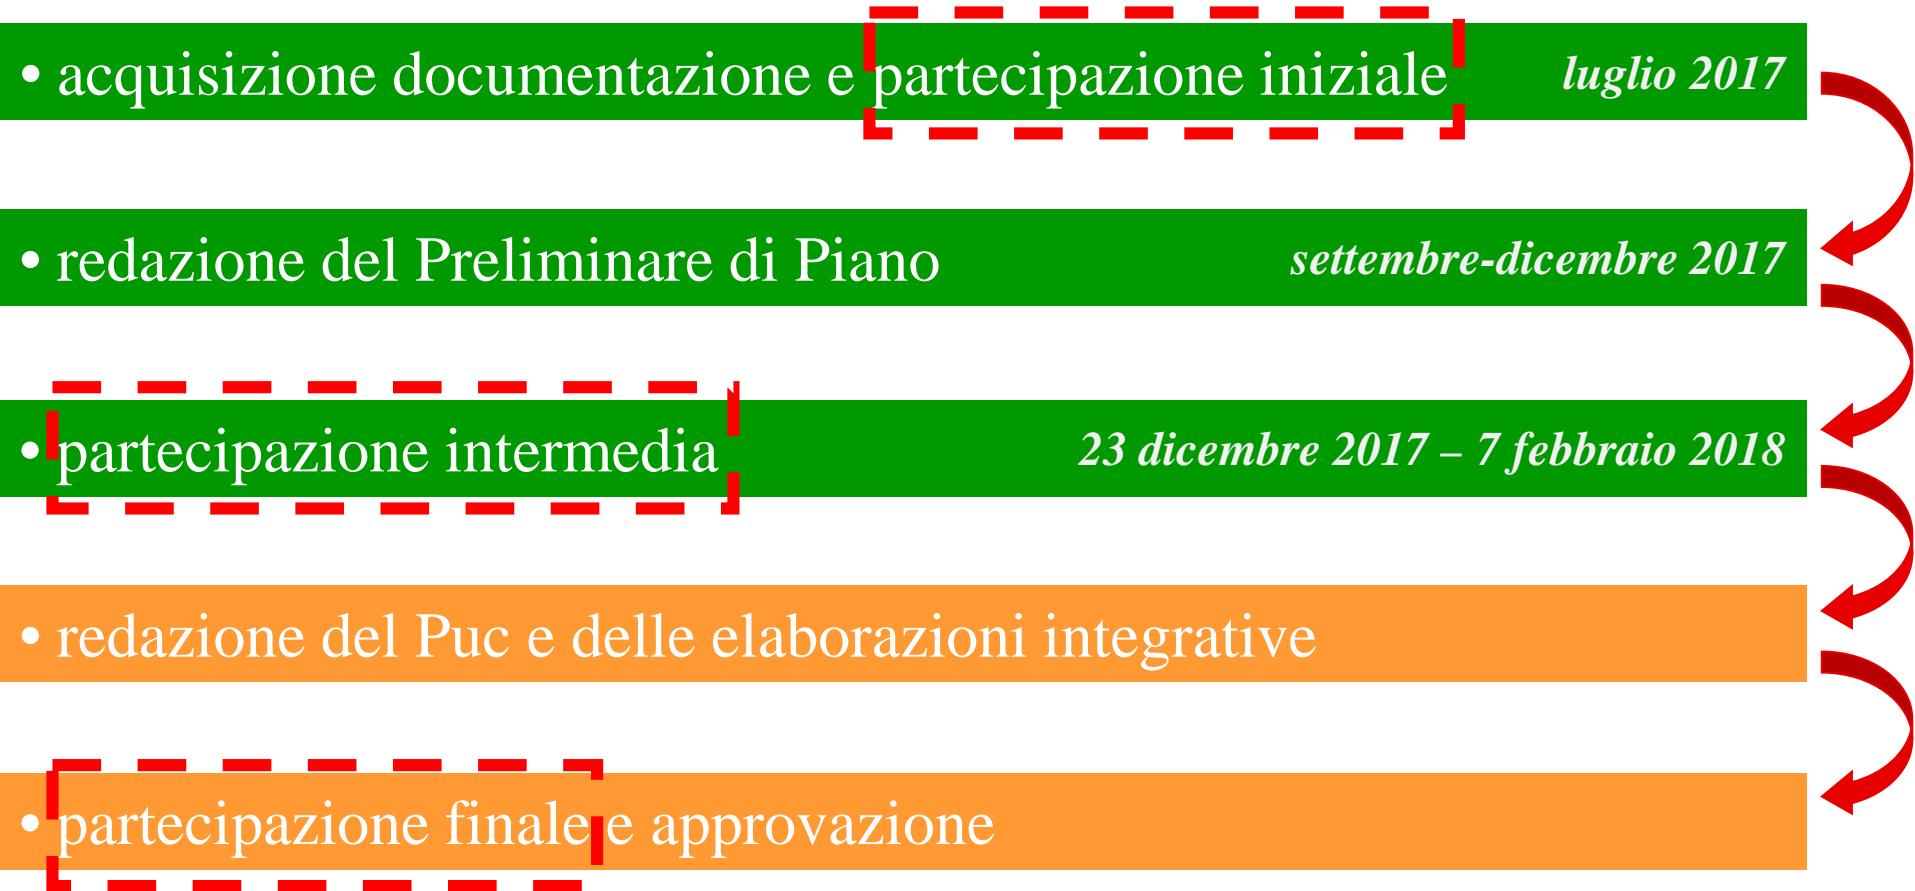 • acquisizione documentazione e partecipazione iniziale luglio 2017
• redazione del Preliminare di Piano settembre-dicembre 2017
• partecipazione intermedia 23 dicembre 2017 – 7 febbraio 2018
• redazione del Puc e delle elaborazioni integrative
• partecipazione finale e approvazione